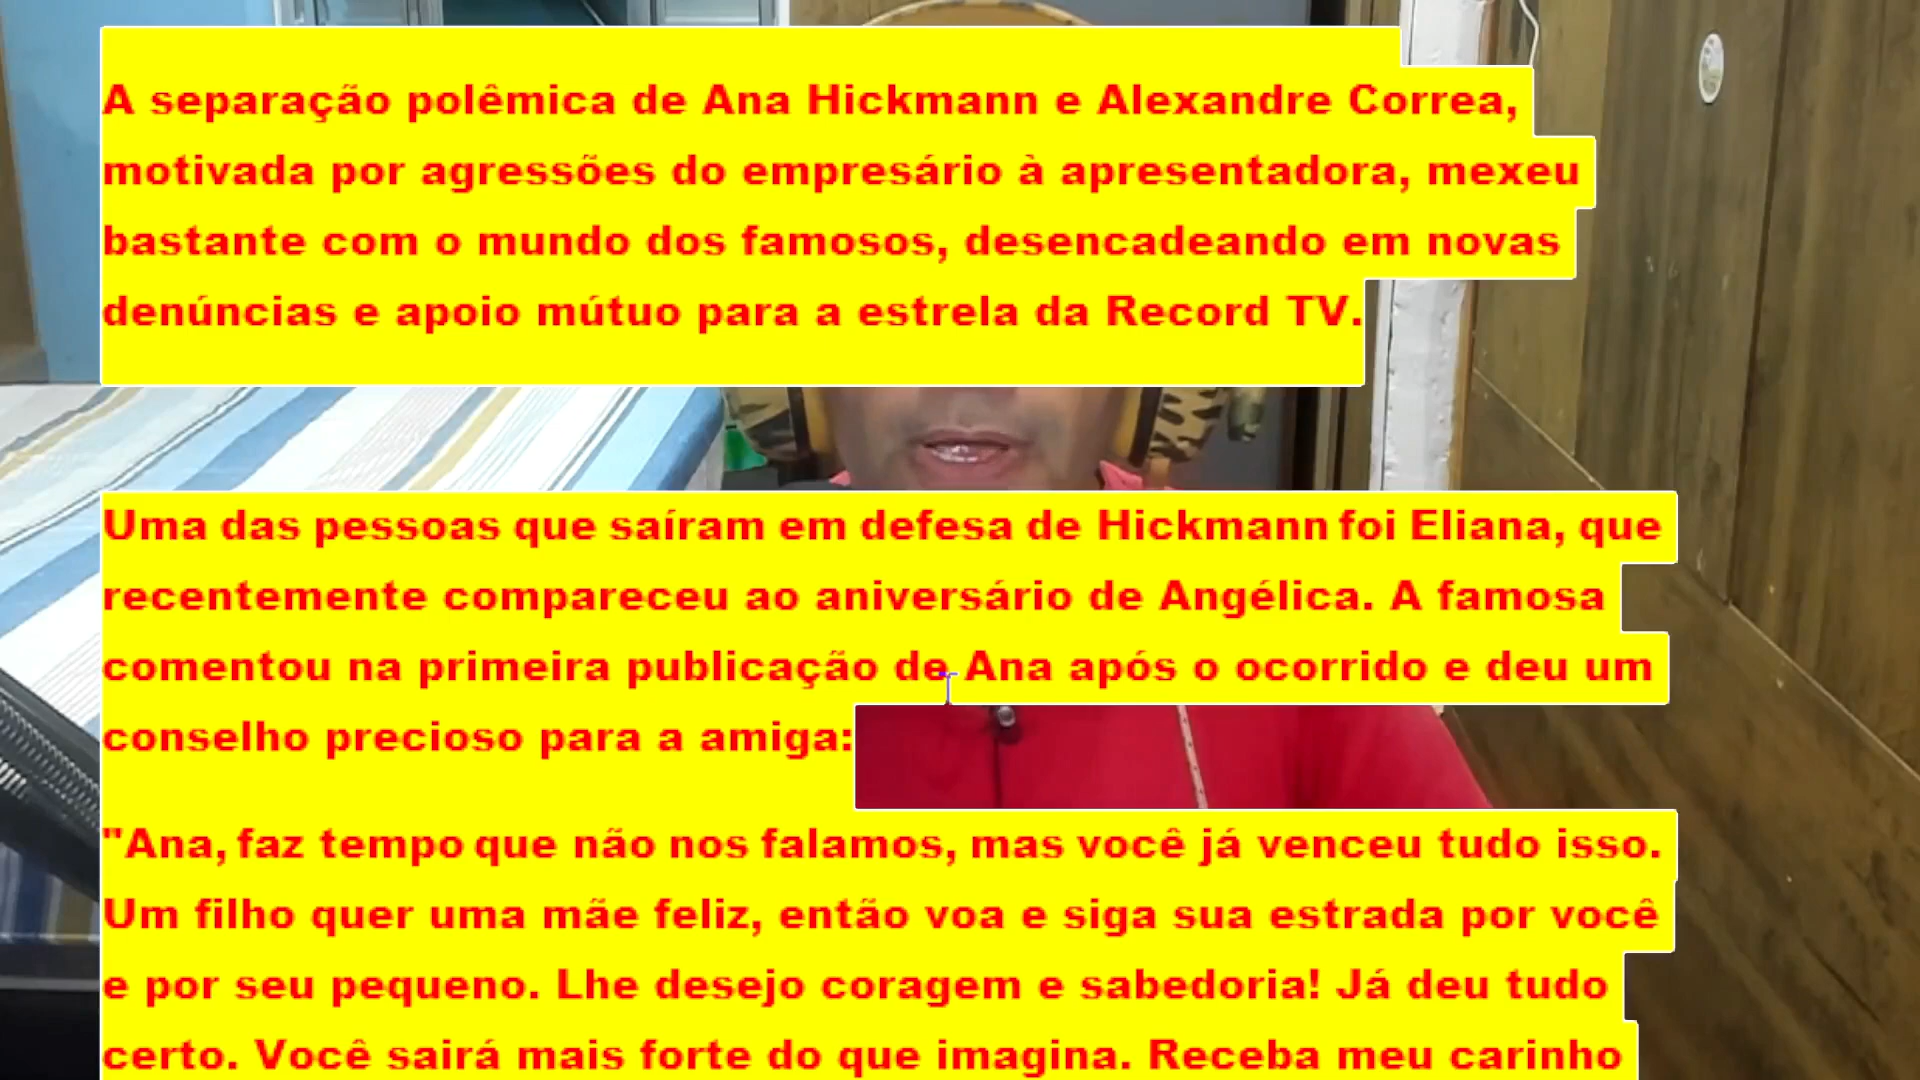 A separação polêmica de Ana Hickmann e Alexandre Correa,
motivada por agressões do empresário à apresentadora, mexeu
bastante com o mundo dos famosos, desencadeando em novas
denúncias e apoio mútuo para a estrela da Record TV.
Uma das pessoas que saíram em defesa de Hickmann foi Eliana, que
recentemente compareceu ao aniversário de Angélica. A famosa
comentou na primeira publicação de Ana após o ocorrido e deu um
conselho precioso para a amiga:
"Ana, faz tempo que não nos falamos, mas você já venceu tudo isso.
Um filho quer uma mãe feliz, então voa e siga sua estrada por você
e por seu pequeno. Lhe desejo coragem e sabedoria! Já deu tudo
certo. Você sairá mais forte do que imagina. Receba meu carinho